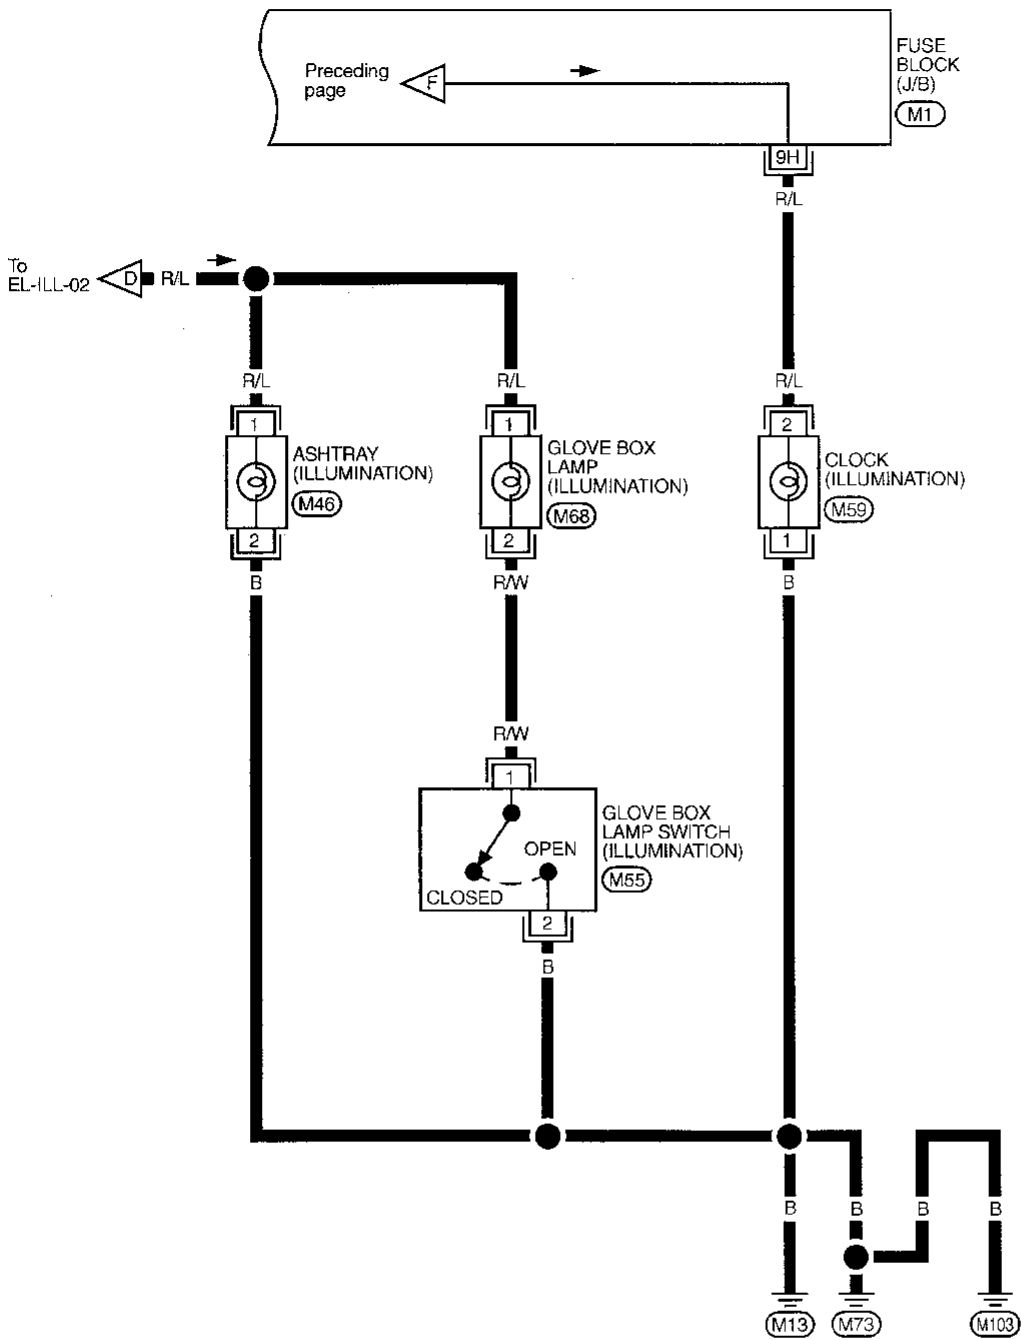 Preceding
page
F
FUSE
BLOCK
(J/B)
M1
9H
R/L
To
EL-ILL-02
D
R/L
R/L
R/L
R/L
1
1
2
ASHTRAY
(ILLUMINATION)
M46
GLOVE BOX
LAMP
(ILLUMINATION)
M68
CLOCK
(ILLUMINATION)
M59
2
2
1
B
R/W
B
R/W
1
GLOVE BOX
LAMP SWITCH
(ILLUMINATION)
M55
OPEN
CLOSED
2
B
B
B
B
B
M13
M73
M103